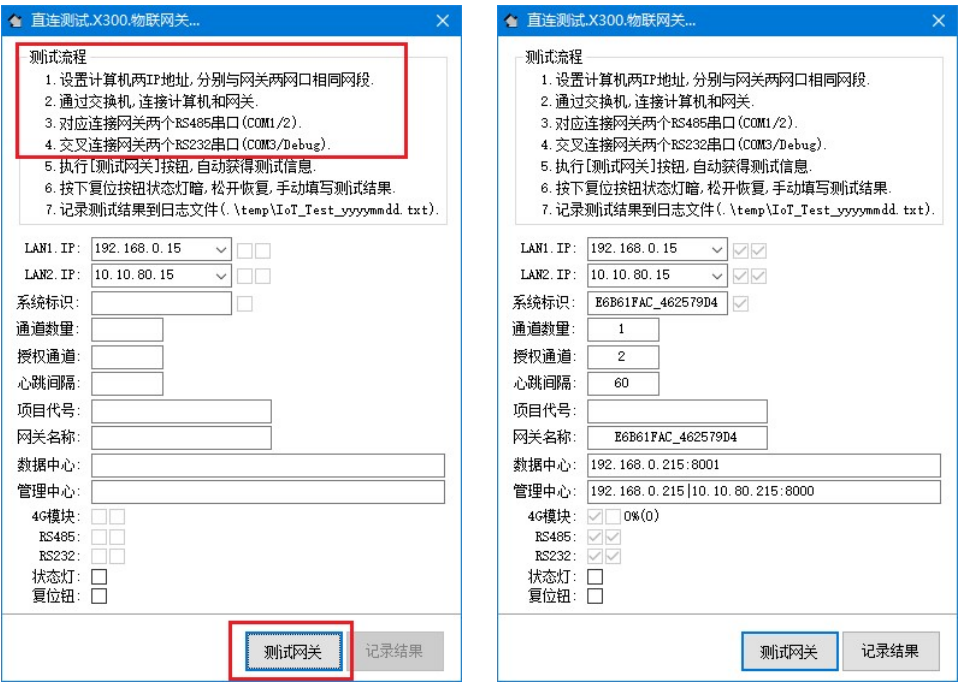 直连测试.X300.物联网关...
测试流程
1. 设置计算机两IP地址,分别与网关两网口相同网段.
2. 通过交换机,连接计算机和网关.
3. 对应连接网关两个RS485串口(COM1/2).
4. 交叉连接网关两个RS232串口(COM3/Debug).
5. 执行[测试网关]按钮,自动获得测试信息.
6. 按下复位按钮状态灯暗,松开恢复,手动填写测试结果.
7. 记录测试结果到日志文件(.\temp\IoT_Test_yyyymmdd.txt).
LAN1.IP: 192.168.0.15
LAN2.IP: 10.10.80.15
系统标识:
通道数量:
授权通道:
心跳间隔:
项目代号:
网关名称:
数据中心:
管理中心:
4G模块:
RS485:
RS232:
状态灯:
复位钮:
测试网关 记录结果
直连测试.X300.物联网关...
测试流程
1. 设置计算机两IP地址,分别与网关两网口相同网段.
2. 通过交换机,连接计算机和网关.
3. 对应连接网关两个RS485串口(COM1/2).
4. 交叉连接网关两个RS232串口(COM3/Debug).
5. 执行[测试网关]按钮,自动获得测试信息.
6. 按下复位按钮状态灯暗,松开恢复,手动填写测试结果.
7. 记录测试结果到日志文件(.\temp\IoT_Test_yyyymmdd.txt).
LAN1.IP: 192.168.0.15
LAN2.IP: 10.10.80.15
系统标识: E6B61FAC_462579D4
通道数量: 1
授权通道: 2
心跳间隔: 60
项目代号:
网关名称: E6B61FAC_462579D4
数据中心: 192.168.0.215:8001
管理中心: 192.168.0.215|10.10.80.215:8000
4G模块: 0%(0)
RS485:
RS232:
状态灯:
复位钮:
测试网关 记录结果